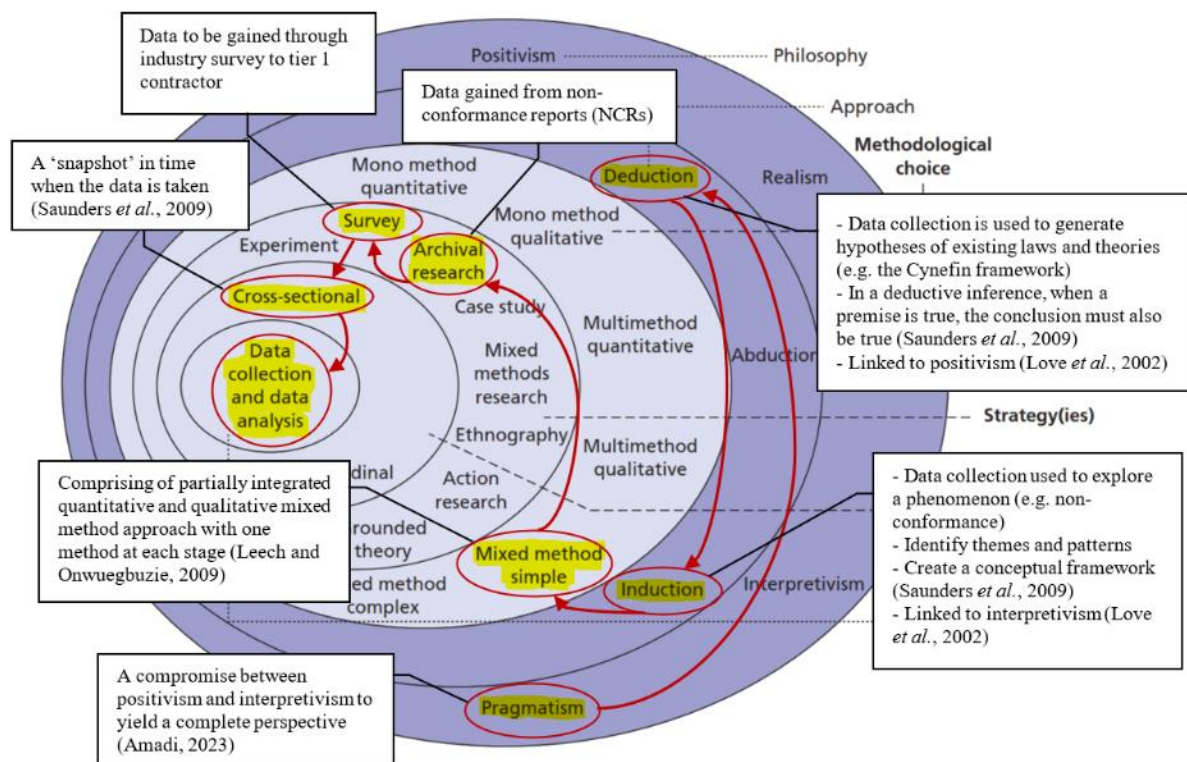 Data to be gained through
industry survey to tier 1
contractor
Positivism
Philosophy
Data gained from non-
conformance reports (NCRs)
Approach
Methodological
choice
A ‘snapshot’ in time
when the data is taken
(Saunders et al., 2009)
Mono method
quantitative
Deduction
Realism
Survey
Mono method
qualitative
Archival
research
Experiment
- Data collection is used to generate
hypotheses of existing laws and theories
(e.g. the Cynefin framework)
- In a deductive inference, when a
premise is true, the conclusion must also
be true (Saunders et al., 2009)
- Linked to positivism (Love et al., 2002)
Cross-sectional
Case study
Multimethod
quantitative
Abduction
Data
collection
and data
analysis
Mixed
methods
research
Strategy(ies)
Ethnography
Multimethod
qualitative
Comprising of partially integrated
quantitative and qualitative mixed
method approach with one
method at each stage (Leech and
Onwuegbuzie, 2009)
dinal
Action
research
rounded
theory
Mixed method
simple
ed method
complex
Induction
Interpretivism
- Data collection used to explore
a phenomenon (e.g. non-
conformance)
- Identify themes and patterns
- Create a conceptual framework
(Saunders et al., 2009)
- Linked to interpretivism (Love
et al., 2002)
A compromise between
positivism and interpretivism to
yield a complete perspective
(Amadi, 2023)
Pragmatism